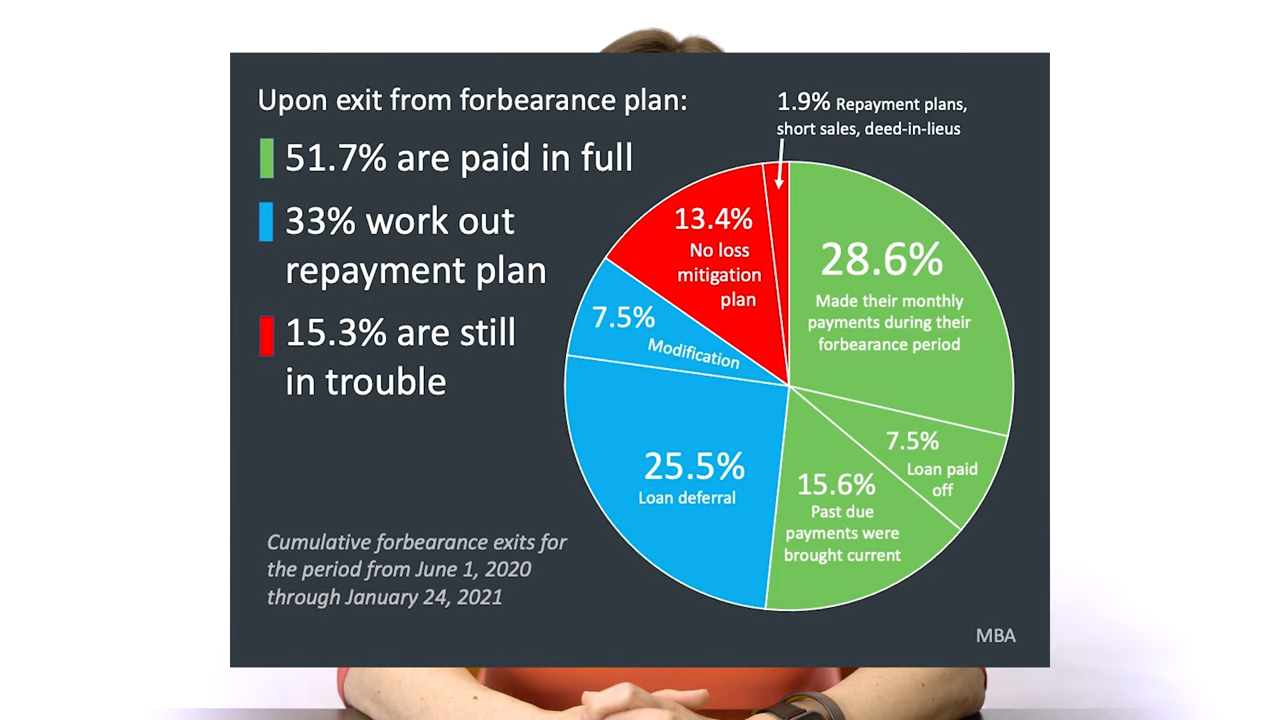 Upon exit from forbearance plan:
51.7% are paid in full
33% work out
repayment plan
15.3% are still
in trouble
Cumulative forbearance exits for
the period from June 1, 2020
through January 24, 2021
1.9% Repayment plans,
short sales, deed-in-lieus
13.4%
No loss
mitigation
plan
28.6%
Made their monthly
payments during their
forbearance period
7.5%
Modification
7.5%
Loan paid
off
25.5%
Loan deferral
15.6%
Past due
payments were
brought current
MBA